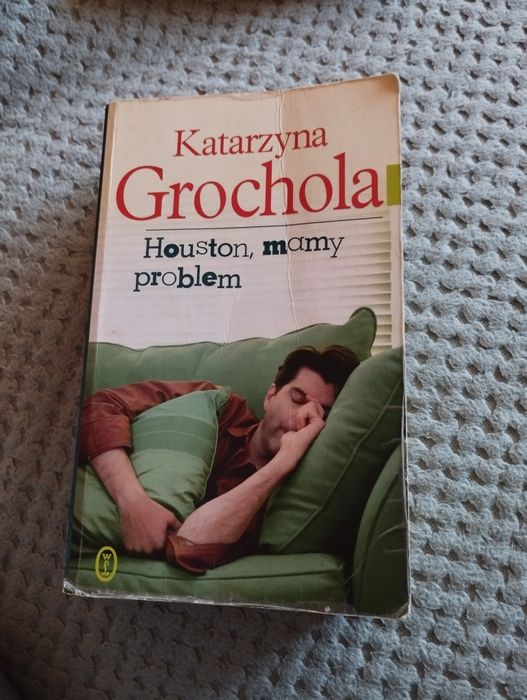 Katarzyna
Grochola
Houston, mamy
problem